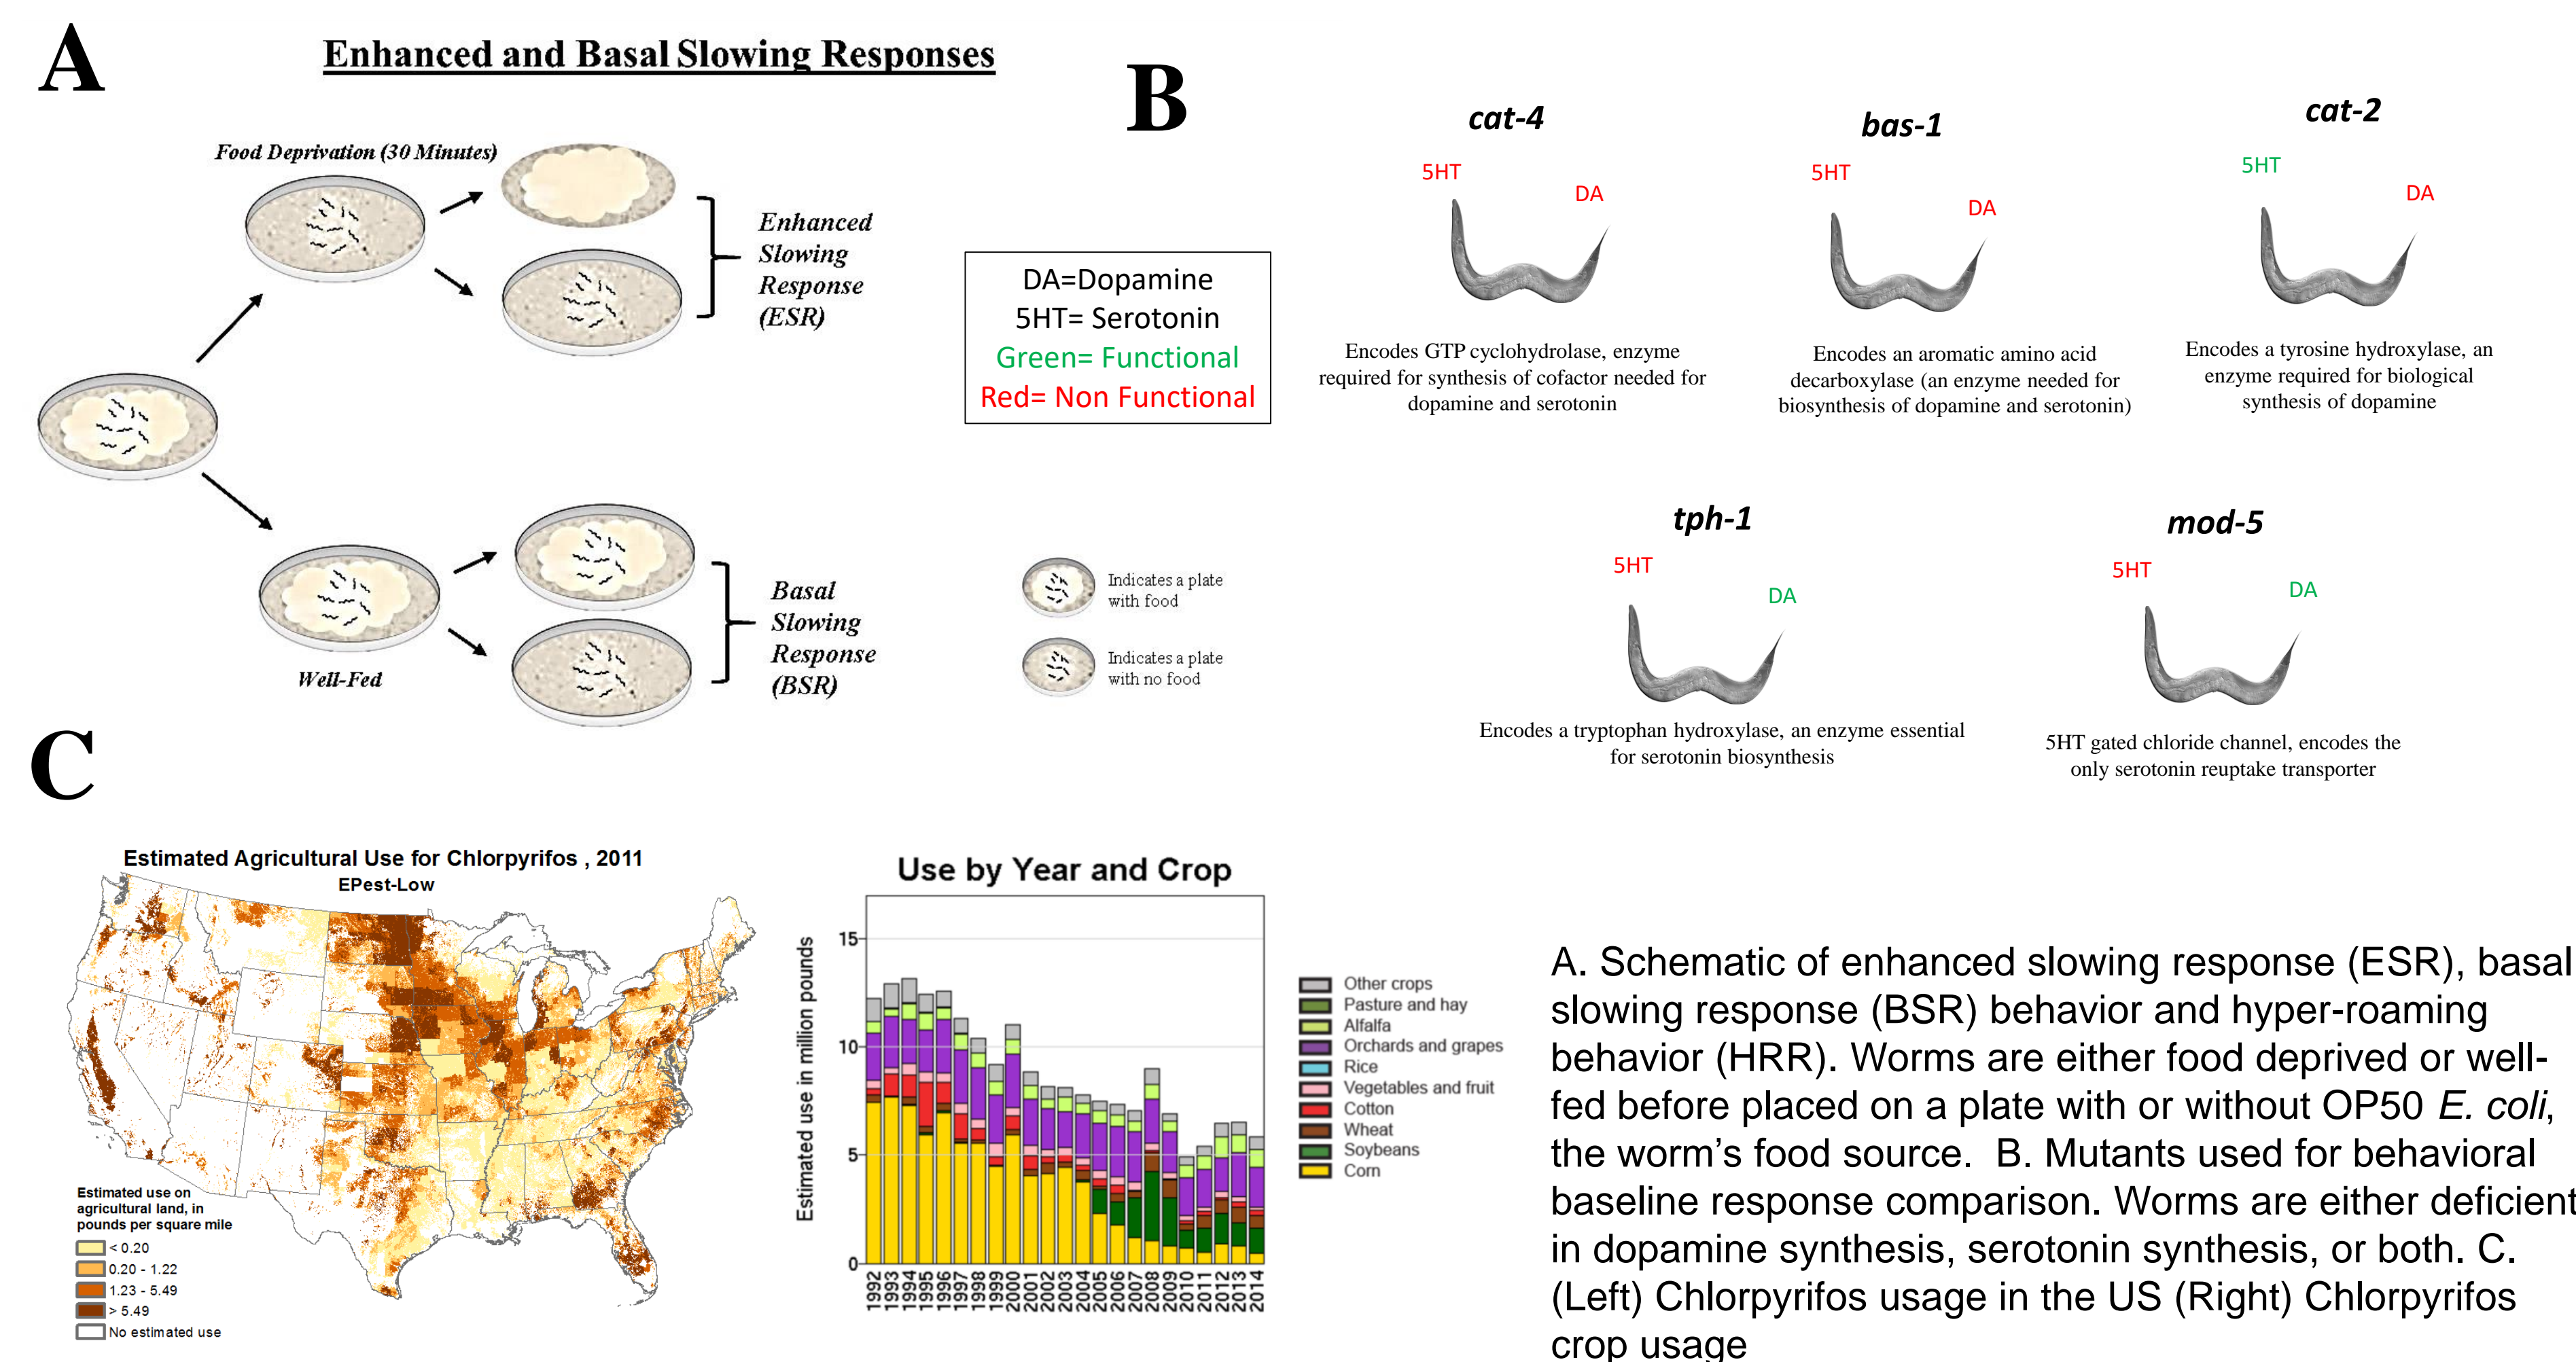 A
Enhanced and Basal Slowing Responses
Food Deprivation (30 Minutes)
Enhanced
Slowing
Response
(ESR)
Well-Fed
Basal
Slowing
Response
(BSR)
Indicates a plate
with food
Indicates a plate
with no food
DA=Dopamine
5HT= Serotonin
Green= Functional
Red= Non Functional
B
cat-4
5HT
DA
Encodes GTP cyclohydrolase, enzyme
required for synthesis of cofactor needed for
dopamine and serotonin
bas-1
5HT
DA
Encodes an aromatic amino acid
decarboxylase (an enzyme needed for
biosynthesis of dopamine and serotonin)
cat-2
5HT
DA
Encodes a tyrosine hydroxylase, an
enzyme required for biological
synthesis of dopamine
tph-1
5HT
DA
Encodes a tryptophan hydroxylase, an enzyme essential
for serotonin biosynthesis
mod-5
5HT
DA
5HT gated chloride channel, encodes the
only serotonin reuptake transporter
C
Estimated Agricultural Use for Chlorpyrifos , 2011
EPest-Low
Estimated use on
agricultural land, in
pounds per square mile
< 0.20
0.20 - 1.22
1.23 - 5.49
> 5.49
No estimated use
Use by Year and Crop
Estimated use in million pounds
15
10
5
0
1992
1993
1994
1995
1996
1997
1998
1999
2000
2001
2002
2003
2004
2005
2006
2007
2008
2009
2010
2011
2012
2013
2014
Other crops
Pasture and hay
Alfalfa
Orchards and grapes
Rice
Vegetables and fruit
Cotton
Wheat
Soybeans
Corn
A. Schematic of enhanced slowing response (ESR), basal
slowing response (BSR) behavior and hyper-roaming
behavior (HRR). Worms are either food deprived or well-
fed before placed on a plate with or without OP50 E. coli,
the worm's food source. B. Mutants used for behavioral
baseline response comparison. Worms are either deficient
in dopamine synthesis, serotonin synthesis, or both. C.
(Left) Chlorpyrifos usage in the US (Right) Chlorpyrifos
crop usage